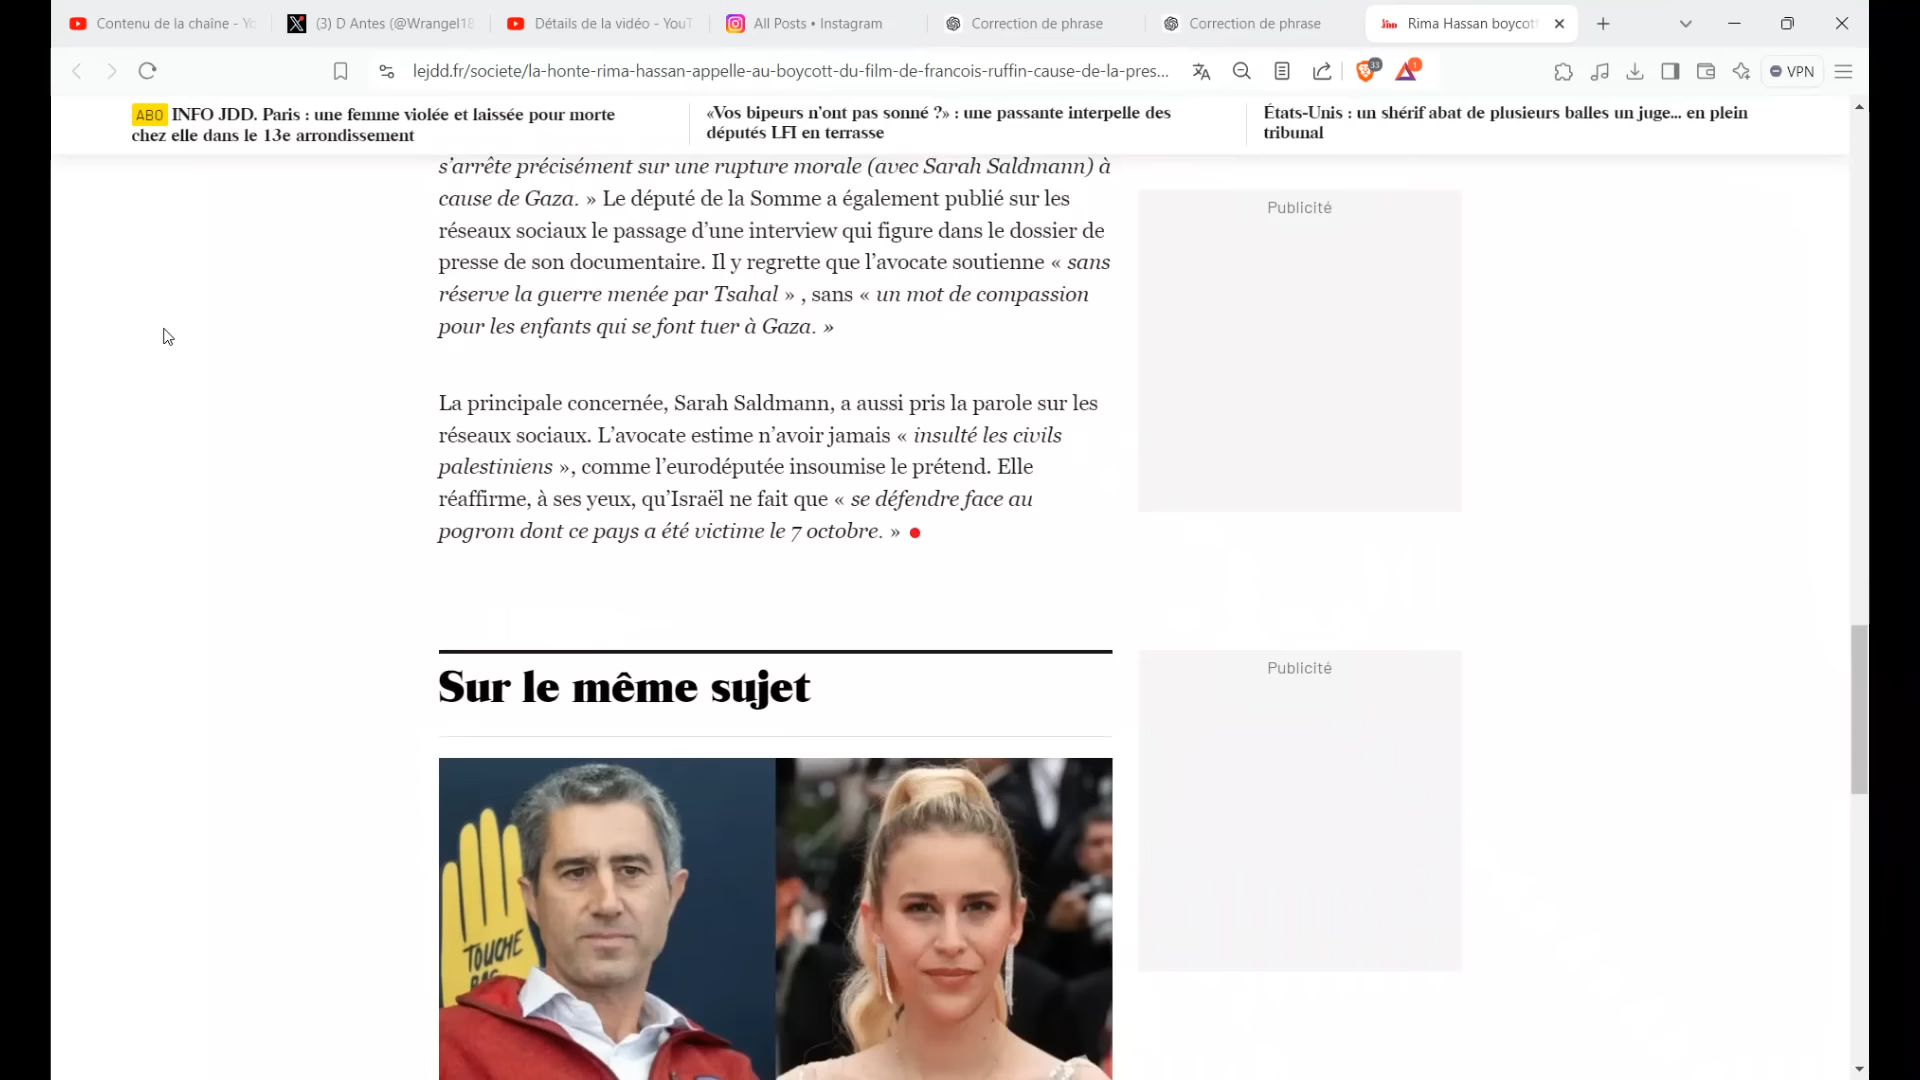 Contenu de la chaîne - Yo
(3) D Antes (@Wrangel18
Détails de la vidéo - YouT
All Posts • Instagram
Correction de phrase
Correction de phrase
Rima Hassan boycott
lejdd.fr/societe/la-honte-rima-hassan-appelle-au-boycott-du-film-de-francois-ruffin-cause-de-la-pres...
33
1
VPN
ABO INFO JDD. Paris : une femme violée et laissée pour morte
chez elle dans le 13e arrondissement
«Vos bipeurs n’ont pas sonné ?» : une passante interpelle des
députés LFI en terrasse
États-Unis : un shérif abat de plusieurs balles un juge... en plein
tribunal
s’arrête précisément sur une rupture morale (avec Sarah Saldmann) à
cause de Gaza. » Le député de la Somme a également publié sur les
réseaux sociaux le passage d’une interview qui figure dans le dossier de
presse de son documentaire. Il y regrette que l’avocate soutienne « sans
réserve la guerre menée par Tsahal » , sans « un mot de compassion
pour les enfants qui se font tuer à Gaza. »
La principale concernée, Sarah Saldmann, a aussi pris la parole sur les
réseaux sociaux. L’avocate estime n’avoir jamais « insulté les civils
palestiniens », comme l’eurodéputée insoumise le prétend. Elle
réaffirme, à ses yeux, qu’Israël ne fait que « se défendre face au
pogrom dont ce pays a été victime le 7 octobre. »
Publicité
Sur le même sujet
Publicité
TOUCHE
PAS